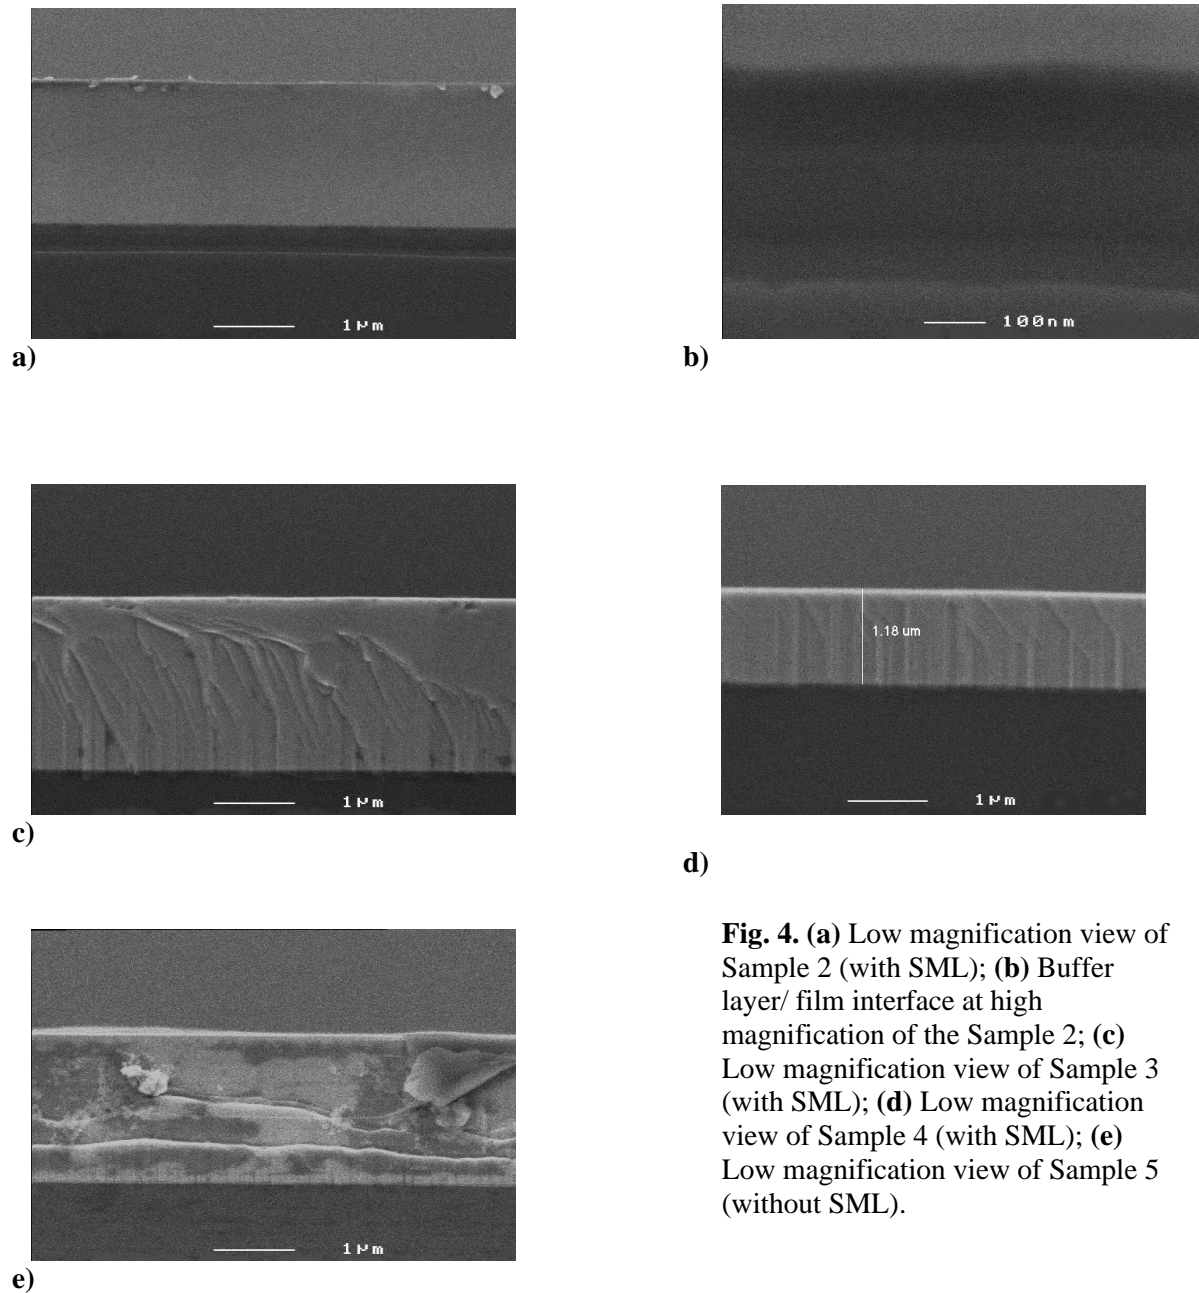 1 μm
a)
100nm
b)
1 μm
c)
1.18 um
1 μm
d)
1 μm
e)
Fig. 4. (a) Low magnification view of
Sample 2 (with SML); (b) Buffer
layer/ film interface at high
magnification of the Sample 2; (c)
Low magnification view of Sample 3
(with SML); (d) Low magnification
view of Sample 4 (with SML); (e)
Low magnification view of Sample 5
(without SML).